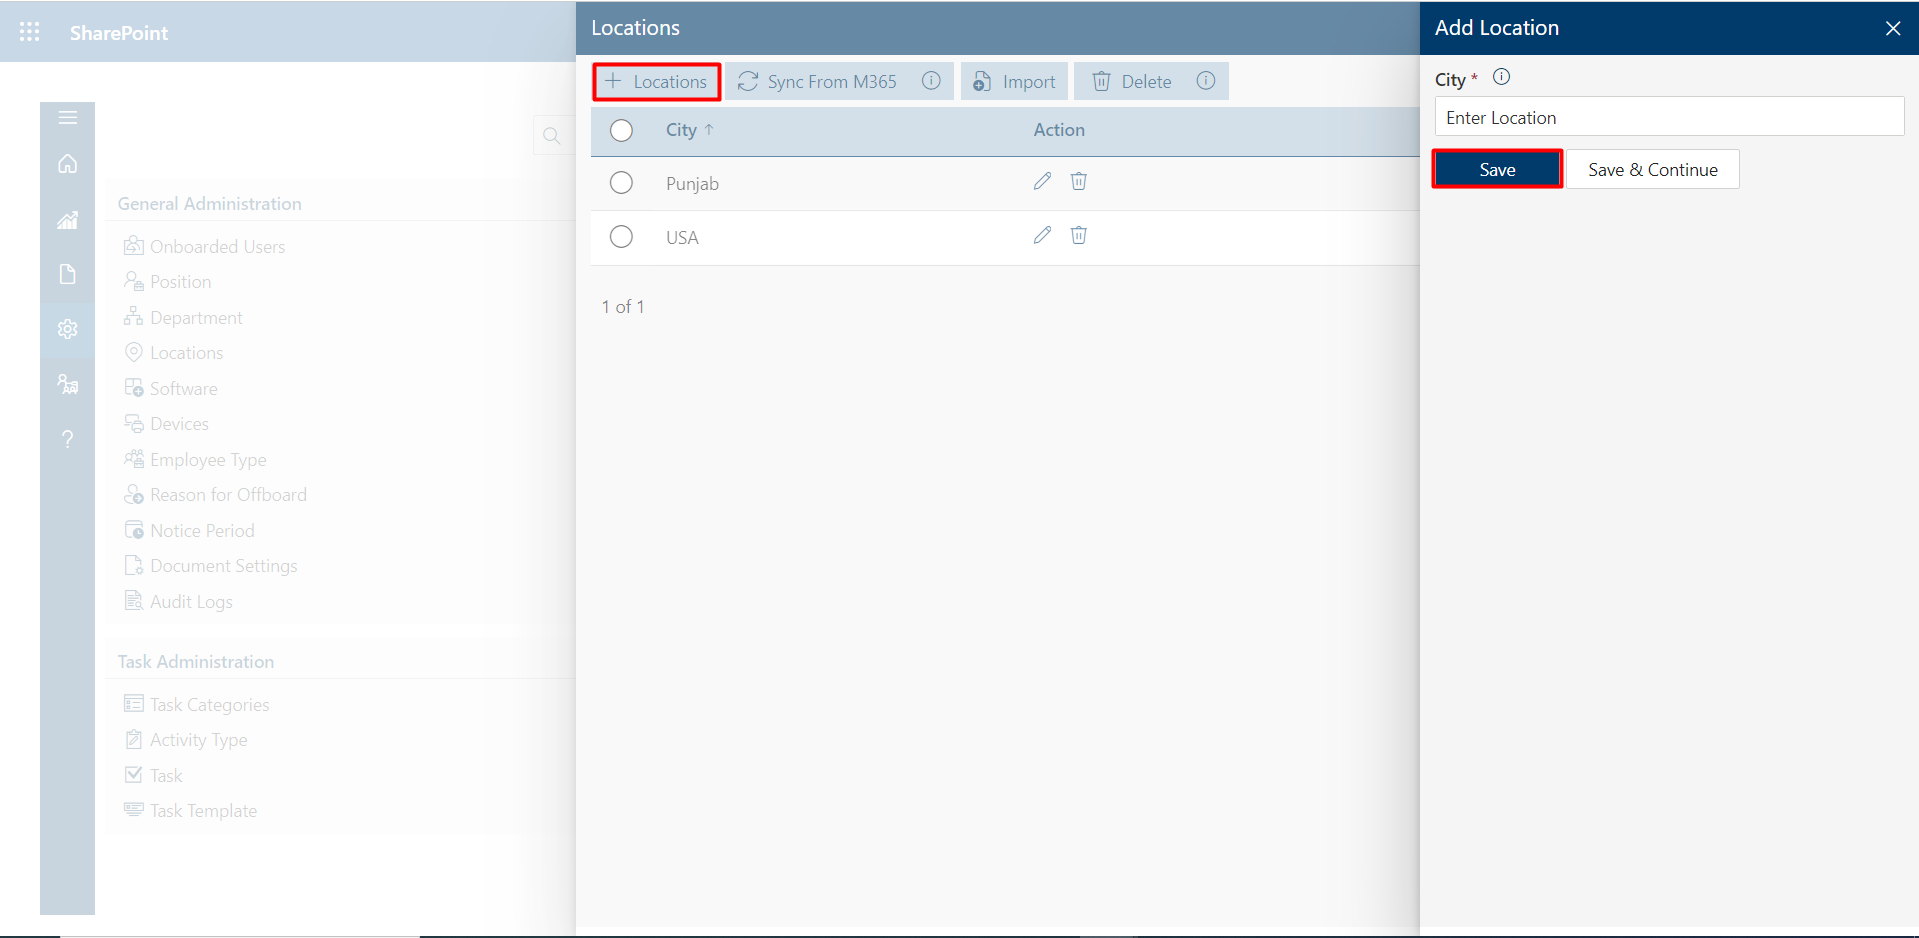 SharePoint
General Administration
Onboarded Users
Position
Department
Locations
Software
Devices
Employee Type
Reason for Offboard
Notice Period
Document Settings
Audit Logs
Task Administration
Task Categories
Activity Type
Task
Task Template
Locations
Locations Sync From M365 Import Delete
City ↑ Action
Punjab
USA
1 of 1
Add Location
City *
Enter Location
Save Save & Continue